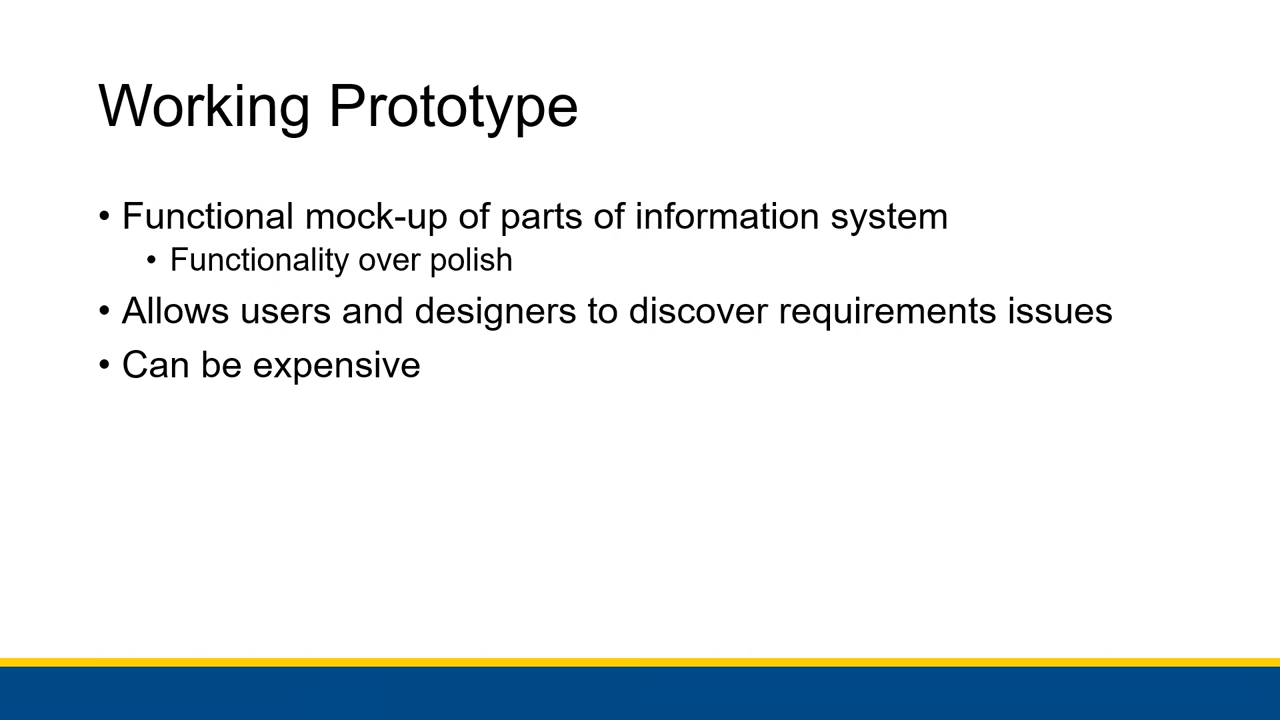 Working Prototype
• Functional mock-up of parts of information system
• Functionality over polish
• Allows users and designers to discover requirements issues
• Can be expensive